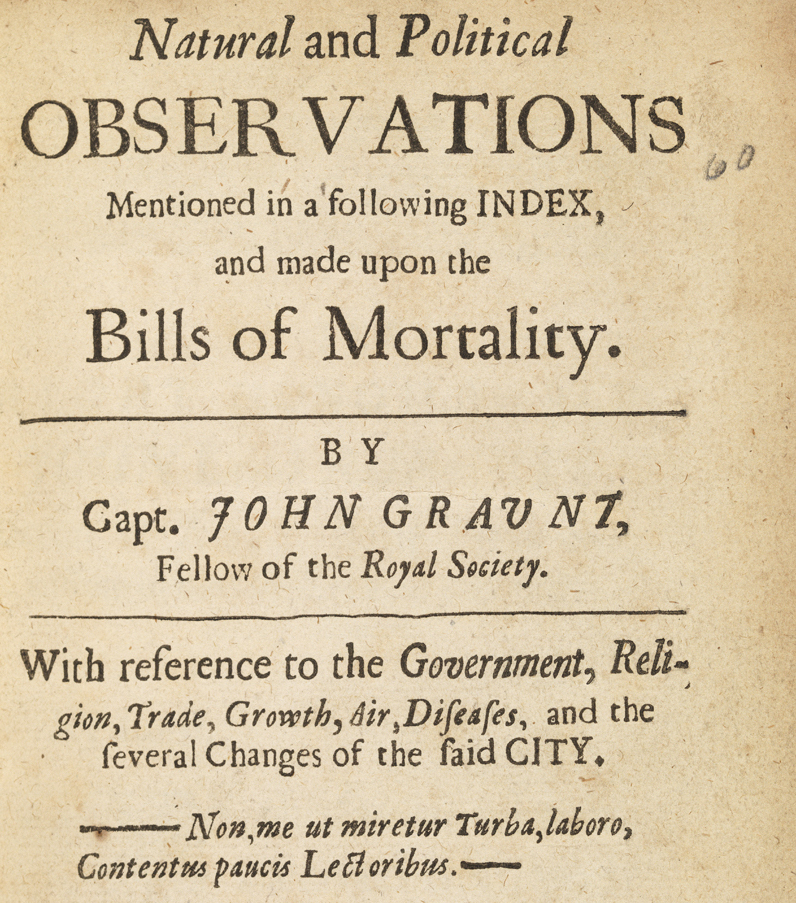 Natural and Political
OBSERVATIONS
60
Mentioned in a following INDEX,
and made upon the
Bills of Mortality.
BY
Capt. JOHN GRAUNT,
Fellow of the Royal Society.
With reference to the Government, Reli-
gion, Trade, Growth, Air, Diſeaſes, and the
ſeveral Changes of the ſaid CITY.
——Non, me ut miretur Turba, laboro,
Contentus paucis Lectoribus.——